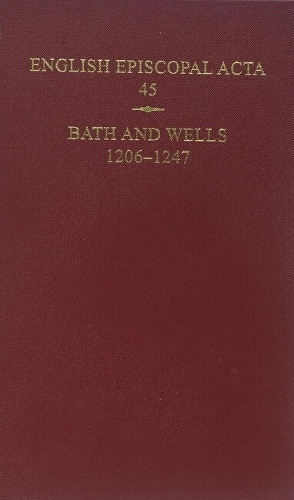 ENGLISH EPISCOPAL ACTA
45
BATH AND WELLS
1206–1247